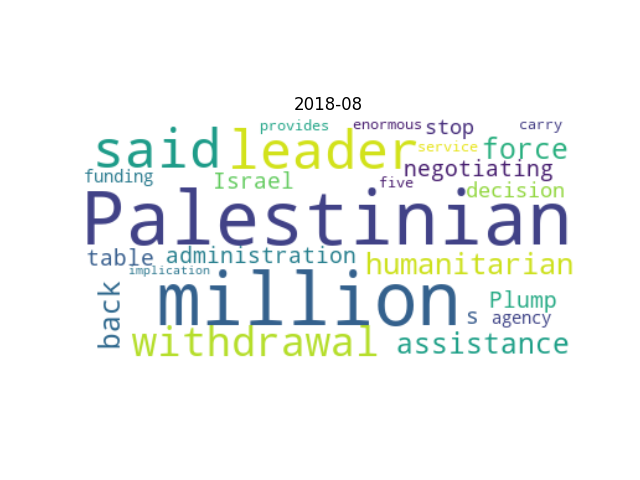 2018-08
provides enormous stop carry
said leader service force
funding Israel five negotiating
decision
Palestinian
table administration humanitarian
implication
back million s Plump
agency
withdrawal assistance